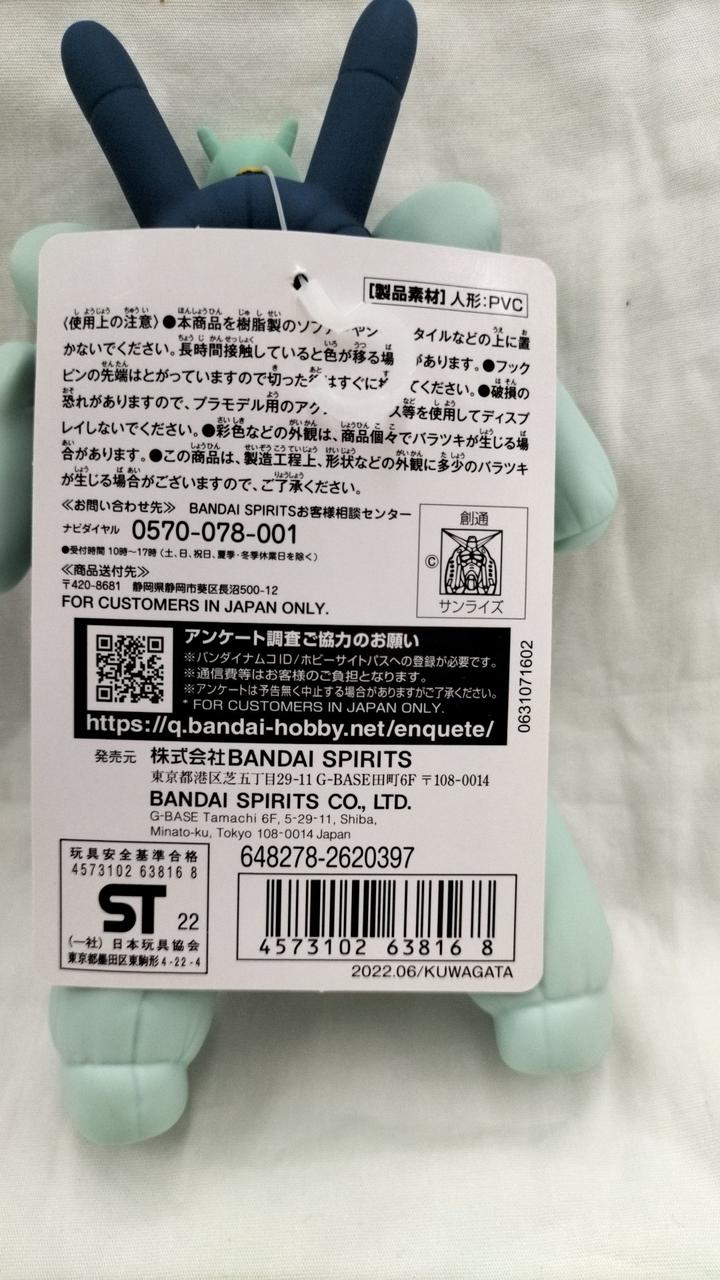 [製品素材]人形:PVC
〈使用上の注意〉●本商品を樹脂製のソファ やシ タイルなどの上に置
かないでください。長時間接触していると色が移る場 があります。●フック
ピンの先端はとがっていますので切った はすぐに てください。●破損の
恐れがありますので、プラモデル用のアク ス等を使用してディスプ
レイしないでください。●彩色などの外観は、商品個々でバラツキが生じる場
合があります。●この商品は、製造工程上、形状などの外観に多少のバラツキ
が生じる場合がございますので、ご了承ください。
≪お問い合わせ先≫ BANDAI SPIRITSお客様相談センター
ナビダイヤル 0570-078-001
●受付時間 10時〜17時(土、日、祝日、夏季・冬季休業日を除く)
≪商品送付先≫
〒420-8681 静岡県静岡市葵区長沼500-12
FOR CUSTOMERS IN JAPAN ONLY.
創通
©
サンライズ
アンケート調査ご協力のお願い
※バンダイナムコID/ホビーサイトパスへの登録が必要です。
※通信費等はお客様のご負担となります。
※アンケートは予告無く中止する場合がありますがご了承ください。
* FOR CUSTOMERS IN JAPAN ONLY.
https://q.bandai-hobby.net/enquete/
0631071602
発売元 株式会社BANDAI SPIRITS
東京都港区芝五丁目29-11 G-BASE田町6F 〒108-0014
BANDAI SPIRITS CO., LTD.
G-BASE Tamachi 6F, 5-29-11, Shiba,
Minato-ku, Tokyo 108-0014 Japan
玩具安全基準合格
4573102 63816 8
ST 22
(一社) 日本玩具協会
東京都墨田区東駒形4-22-4
648278-2620397
4573102 63816 8
2022.06/KUWAGATA